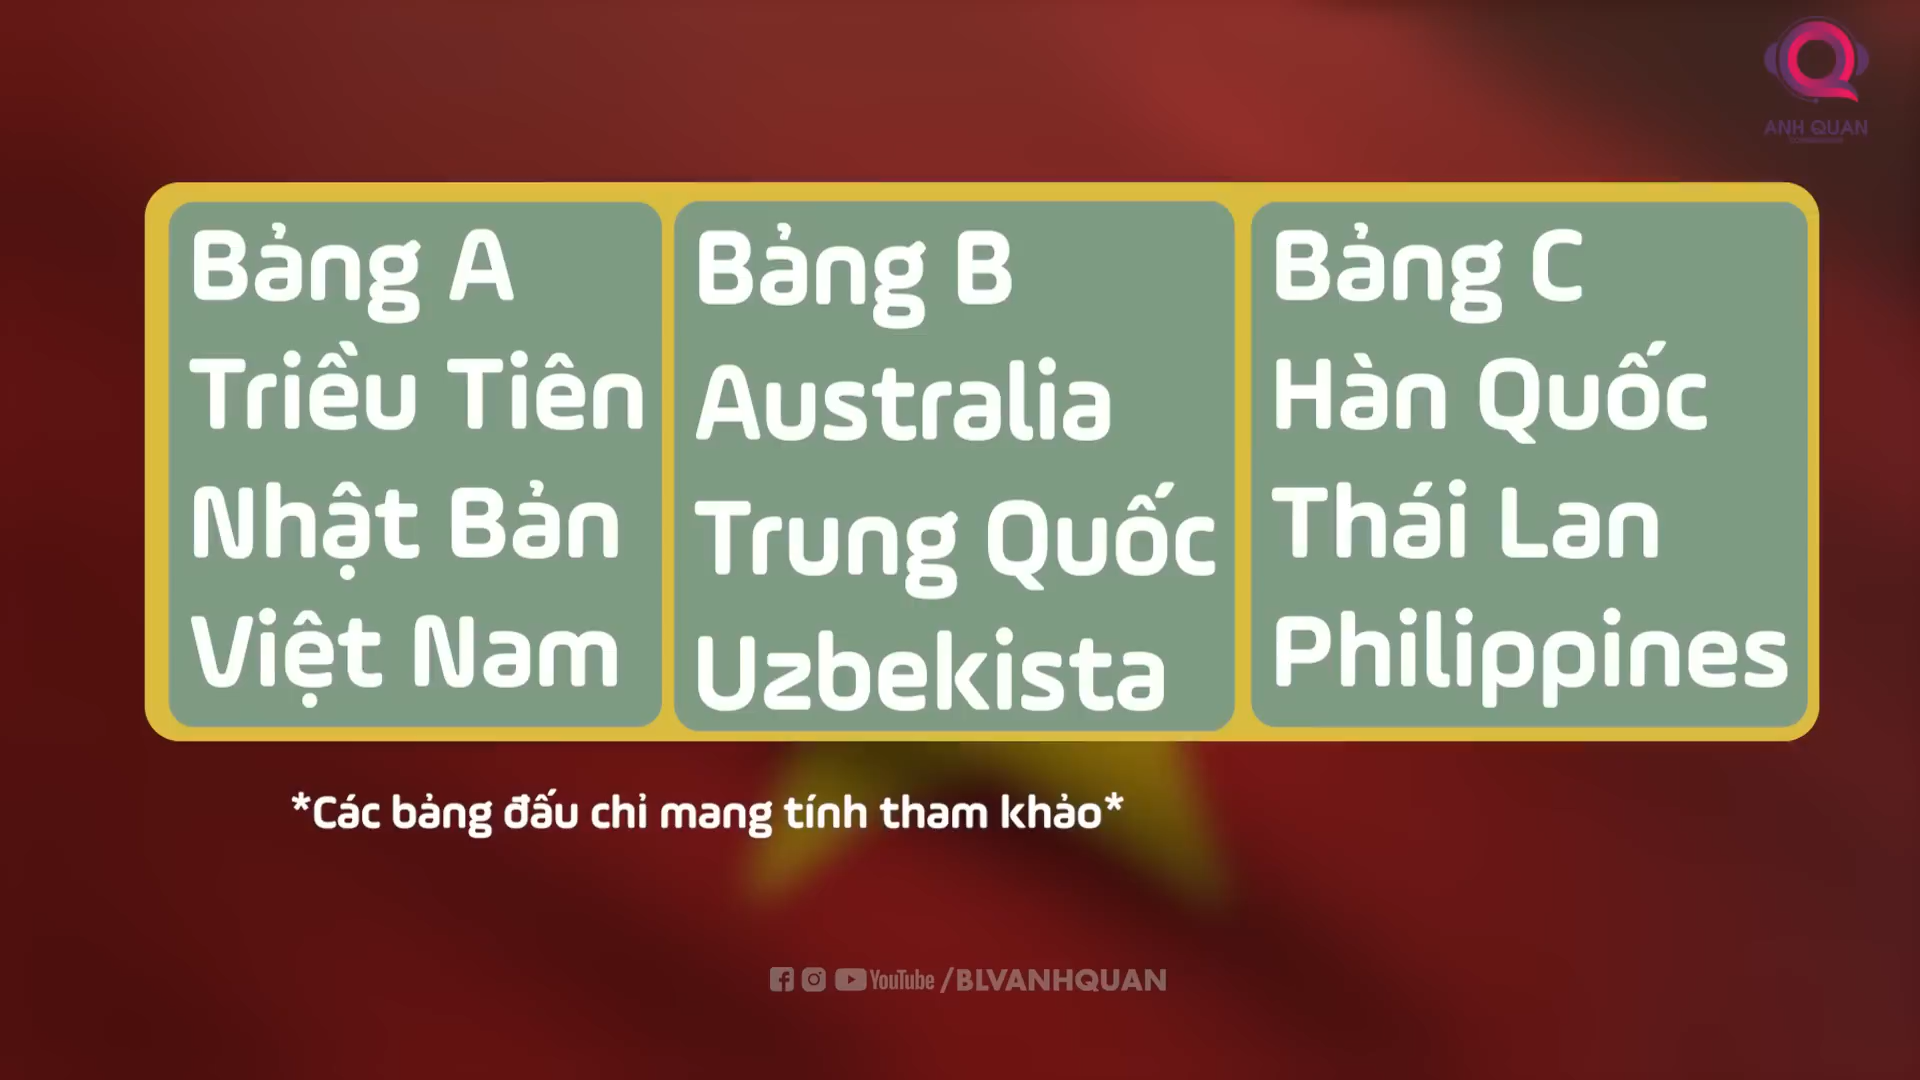 ANH QUAN
Bảng A
Triều Tiên
Nhật Bản
Việt Nam
Bảng B
Australia
Trung Quốc
Uzbekista
Bảng C
Hàn Quốc
Thái Lan
Philippines
*Các bảng đấu chỉ mang tính tham khảo*
YouTube /BLVANHQUAN